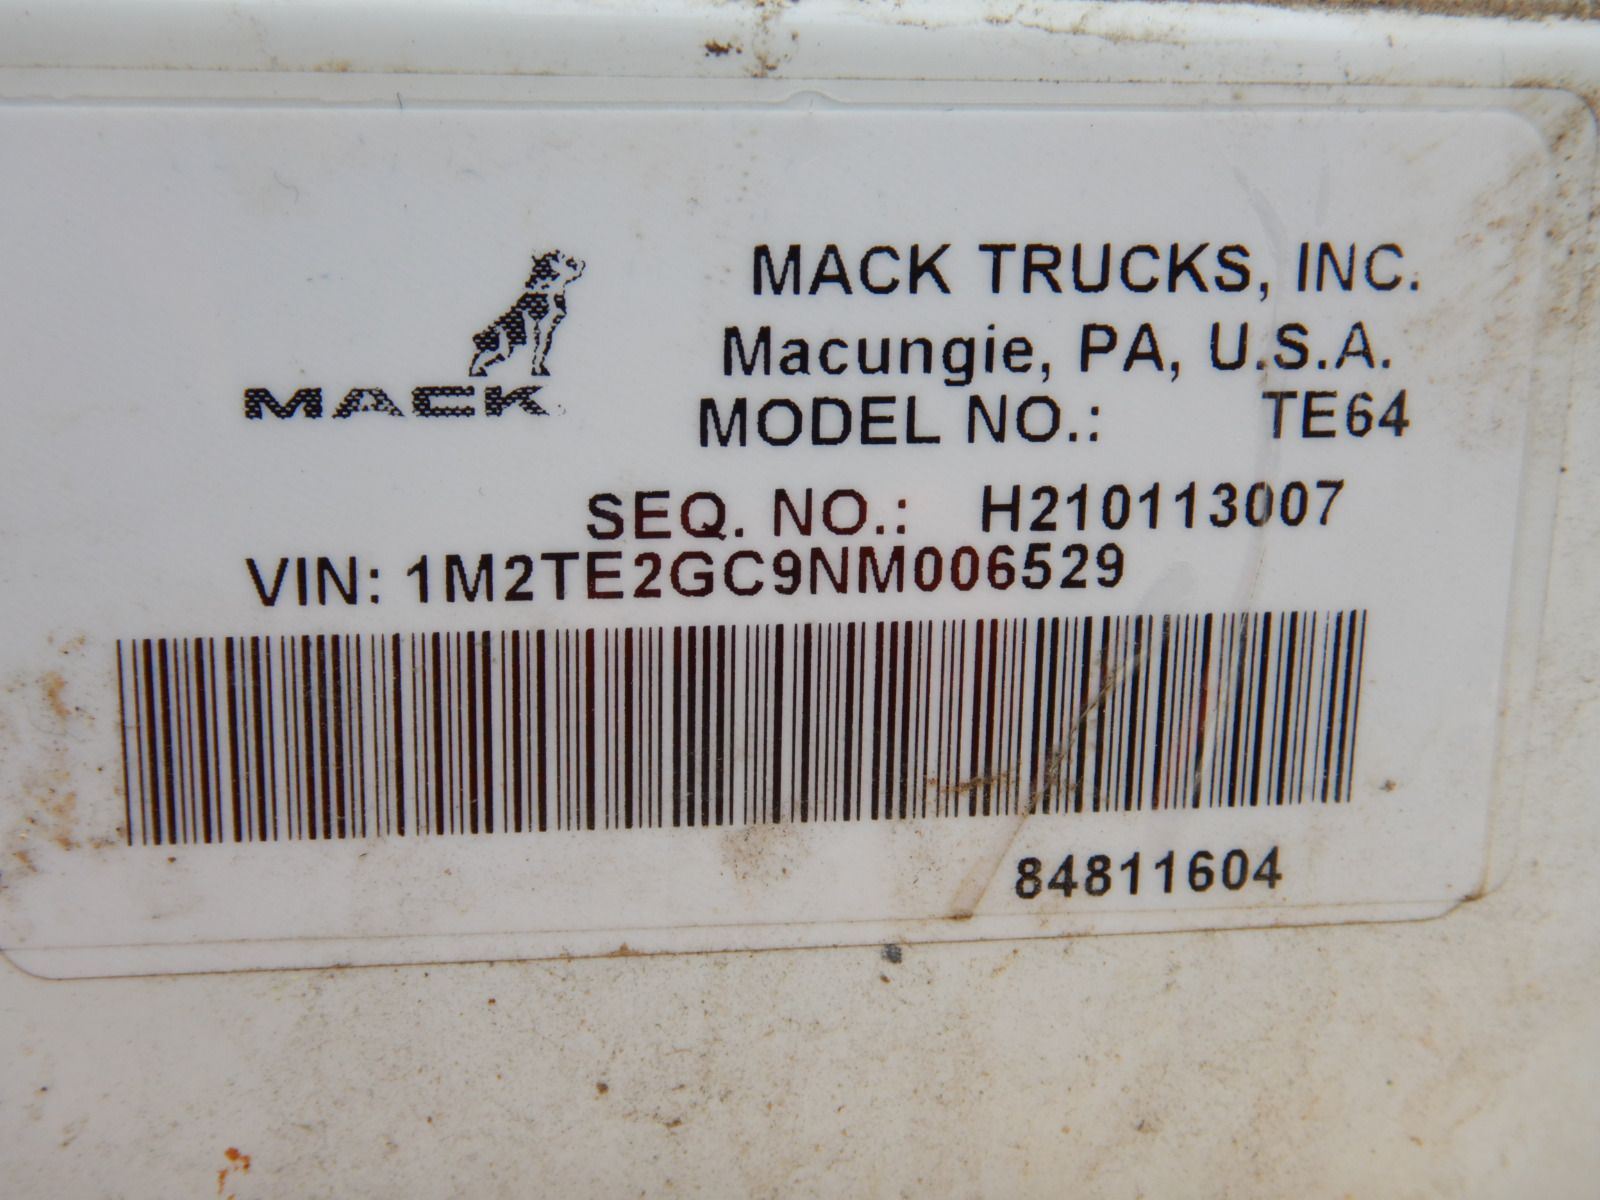 MACK
MACK TRUCKS, INC.
Macungie, PA, U.S.A.
MODEL NO.: TE64
SEQ. NO.: H210113007
VIN: 1M2TE2GC9NM006529
84811604